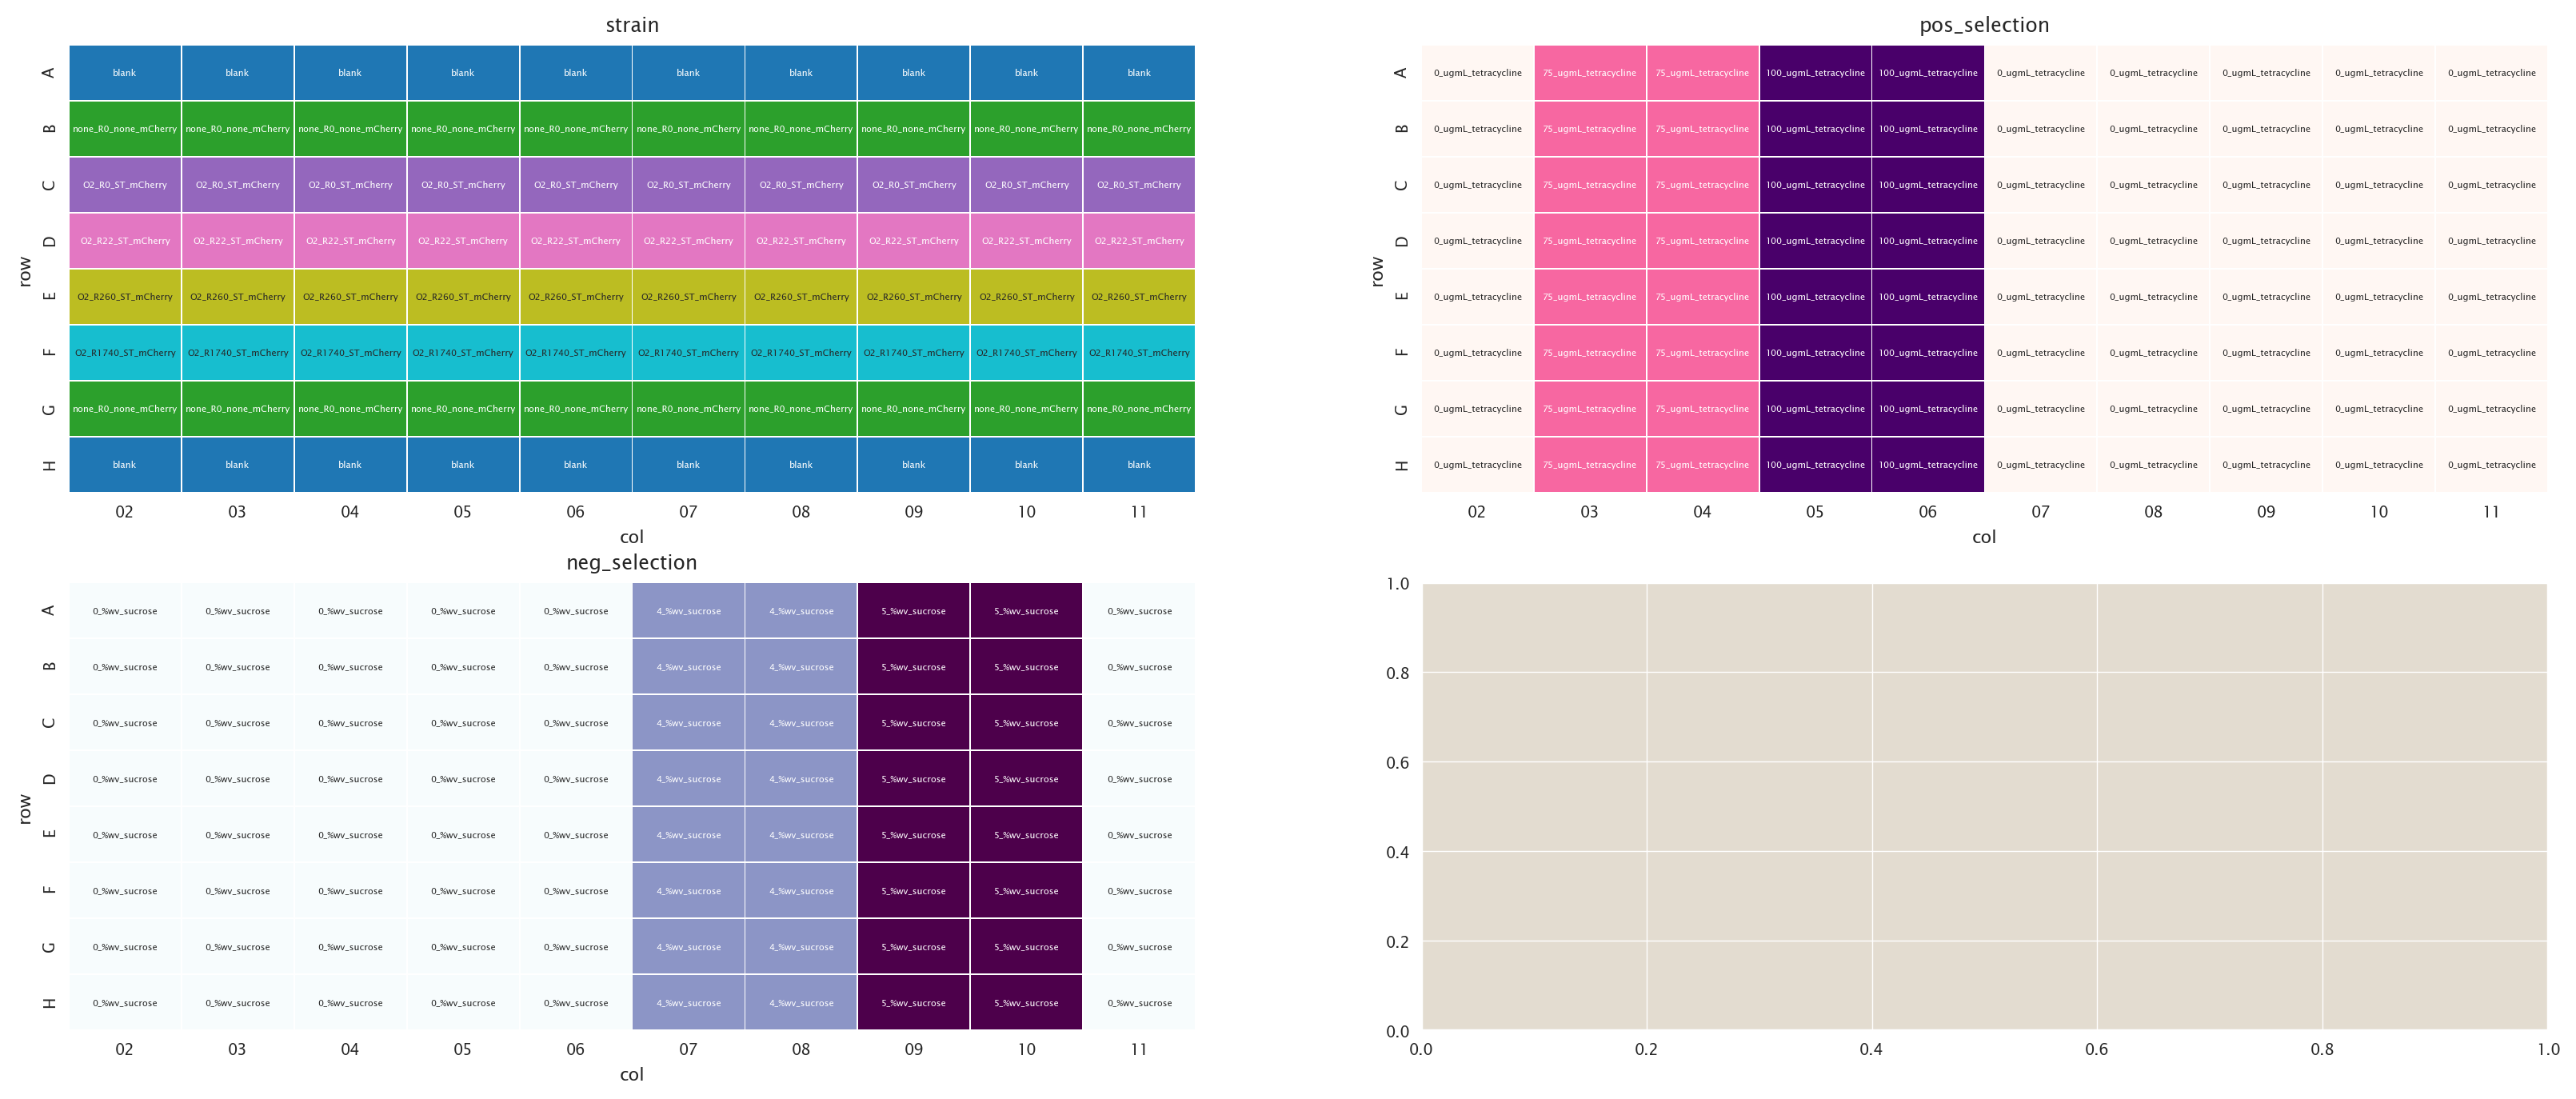 strain
A blank blank blank blank blank blank blank blank blank blank
B none_R0_none_mCherry none_R0_none_mCherry none_R0_none_mCherry none_R0_none_mCherry none_R0_none_mCherry none_R0_none_mCherry none_R0_none_mCherry none_R0_none_mCherry none_R0_none_mCherry none_R0_none_mCherry
C O2_R0_ST_mCherry O2_R0_ST_mCherry O2_R0_ST_mCherry O2_R0_ST_mCherry O2_R0_ST_mCherry O2_R0_ST_mCherry O2_R0_ST_mCherry O2_R0_ST_mCherry O2_R0_ST_mCherry O2_R0_ST_mCherry
D O2_R22_ST_mCherry O2_R22_ST_mCherry O2_R22_ST_mCherry O2_R22_ST_mCherry O2_R22_ST_mCherry O2_R22_ST_mCherry O2_R22_ST_mCherry O2_R22_ST_mCherry O2_R22_ST_mCherry O2_R22_ST_mCherry
row
E O2_R260_ST_mCherry O2_R260_ST_mCherry O2_R260_ST_mCherry O2_R260_ST_mCherry O2_R260_ST_mCherry O2_R260_ST_mCherry O2_R260_ST_mCherry O2_R260_ST_mCherry O2_R260_ST_mCherry O2_R260_ST_mCherry
F O2_R1740_ST_mCherry O2_R1740_ST_mCherry O2_R1740_ST_mCherry O2_R1740_ST_mCherry O2_R1740_ST_mCherry O2_R1740_ST_mCherry O2_R1740_ST_mCherry O2_R1740_ST_mCherry O2_R1740_ST_mCherry O2_R1740_ST_mCherry
G none_R0_none_mCherry none_R0_none_mCherry none_R0_none_mCherry none_R0_none_mCherry none_R0_none_mCherry none_R0_none_mCherry none_R0_none_mCherry none_R0_none_mCherry none_R0_none_mCherry none_R0_none_mCherry
H blank blank blank blank blank blank blank blank blank blank
02 03 04 05 06 07 08 09 10 11
col
pos_selection
A 0_ugmL_tetracycline 75_ugmL_tetracycline 75_ugmL_tetracycline 100_ugmL_tetracycline 100_ugmL_tetracycline 0_ugmL_tetracycline 0_ugmL_tetracycline 0_ugmL_tetracycline 0_ugmL_tetracycline 0_ugmL_tetracycline
B 0_ugmL_tetracycline 75_ugmL_tetracycline 75_ugmL_tetracycline 100_ugmL_tetracycline 100_ugmL_tetracycline 0_ugmL_tetracycline 0_ugmL_tetracycline 0_ugmL_tetracycline 0_ugmL_tetracycline 0_ugmL_tetracycline
C 0_ugmL_tetracycline 75_ugmL_tetracycline 75_ugmL_tetracycline 100_ugmL_tetracycline 100_ugmL_tetracycline 0_ugmL_tetracycline 0_ugmL_tetracycline 0_ugmL_tetracycline 0_ugmL_tetracycline 0_ugmL_tetracycline
D 0_ugmL_tetracycline 75_ugmL_tetracycline 75_ugmL_tetracycline 100_ugmL_tetracycline 100_ugmL_tetracycline 0_ugmL_tetracycline 0_ugmL_tetracycline 0_ugmL_tetracycline 0_ugmL_tetracycline 0_ugmL_tetracycline
row
E 0_ugmL_tetracycline 75_ugmL_tetracycline 75_ugmL_tetracycline 100_ugmL_tetracycline 100_ugmL_tetracycline 0_ugmL_tetracycline 0_ugmL_tetracycline 0_ugmL_tetracycline 0_ugmL_tetracycline 0_ugmL_tetracycline
F 0_ugmL_tetracycline 75_ugmL_tetracycline 75_ugmL_tetracycline 100_ugmL_tetracycline 100_ugmL_tetracycline 0_ugmL_tetracycline 0_ugmL_tetracycline 0_ugmL_tetracycline 0_ugmL_tetracycline 0_ugmL_tetracycline
G 0_ugmL_tetracycline 75_ugmL_tetracycline 75_ugmL_tetracycline 100_ugmL_tetracycline 100_ugmL_tetracycline 0_ugmL_tetracycline 0_ugmL_tetracycline 0_ugmL_tetracycline 0_ugmL_tetracycline 0_ugmL_tetracycline
H 0_ugmL_tetracycline 75_ugmL_tetracycline 75_ugmL_tetracycline 100_ugmL_tetracycline 100_ugmL_tetracycline 0_ugmL_tetracycline 0_ugmL_tetracycline 0_ugmL_tetracycline 0_ugmL_tetracycline 0_ugmL_tetracycline
02 03 04 05 06 07 08 09 10 11
col
neg_selection
A 0_%wv_sucrose 0_%wv_sucrose 0_%wv_sucrose 0_%wv_sucrose 0_%wv_sucrose 4_%wv_sucrose 4_%wv_sucrose 5_%wv_sucrose 5_%wv_sucrose 0_%wv_sucrose
B 0_%wv_sucrose 0_%wv_sucrose 0_%wv_sucrose 0_%wv_sucrose 0_%wv_sucrose 4_%wv_sucrose 4_%wv_sucrose 5_%wv_sucrose 5_%wv_sucrose 0_%wv_sucrose
C 0_%wv_sucrose 0_%wv_sucrose 0_%wv_sucrose 0_%wv_sucrose 0_%wv_sucrose 4_%wv_sucrose 4_%wv_sucrose 5_%wv_sucrose 5_%wv_sucrose 0_%wv_sucrose
D 0_%wv_sucrose 0_%wv_sucrose 0_%wv_sucrose 0_%wv_sucrose 0_%wv_sucrose 4_%wv_sucrose 4_%wv_sucrose 5_%wv_sucrose 5_%wv_sucrose 0_%wv_sucrose
row
E 0_%wv_sucrose 0_%wv_sucrose 0_%wv_sucrose 0_%wv_sucrose 0_%wv_sucrose 4_%wv_sucrose 4_%wv_sucrose 5_%wv_sucrose 5_%wv_sucrose 0_%wv_sucrose
F 0_%wv_sucrose 0_%wv_sucrose 0_%wv_sucrose 0_%wv_sucrose 0_%wv_sucrose 4_%wv_sucrose 4_%wv_sucrose 5_%wv_sucrose 5_%wv_sucrose 0_%wv_sucrose
G 0_%wv_sucrose 0_%wv_sucrose 0_%wv_sucrose 0_%wv_sucrose 0_%wv_sucrose 4_%wv_sucrose 4_%wv_sucrose 5_%wv_sucrose 5_%wv_sucrose 0_%wv_sucrose
H 0_%wv_sucrose 0_%wv_sucrose 0_%wv_sucrose 0_%wv_sucrose 0_%wv_sucrose 4_%wv_sucrose 4_%wv_sucrose 5_%wv_sucrose 5_%wv_sucrose 0_%wv_sucrose
02 03 04 05 06 07 08 09 10 11
col
1.0
0.8
0.6
0.4
0.2
0.0
0.0 0.2 0.4 0.6 0.8 1.0